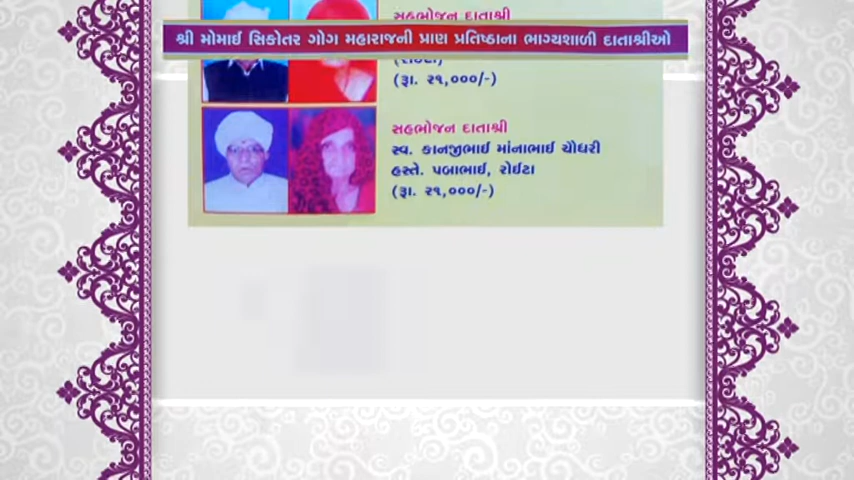 સહભોજન દાતાશ્રી
શ્રી મોમાઈ સિકોતર ગોગ મહારાજની પ્રાણ પ્રતિષ્ઠાના ભાગ્યશાળી દાતાશ્રીઓ
(રૂા. ૨૧,૦૦૦/-)
સહભોજન દાતાશ્રી
સ્વ. કાનજીભાઈ માંનાભાઈ ચૌધરી
હસ્તે. પબાભાઈ, રોઈટા
(રૂા. ૨૧,૦૦૦/-)